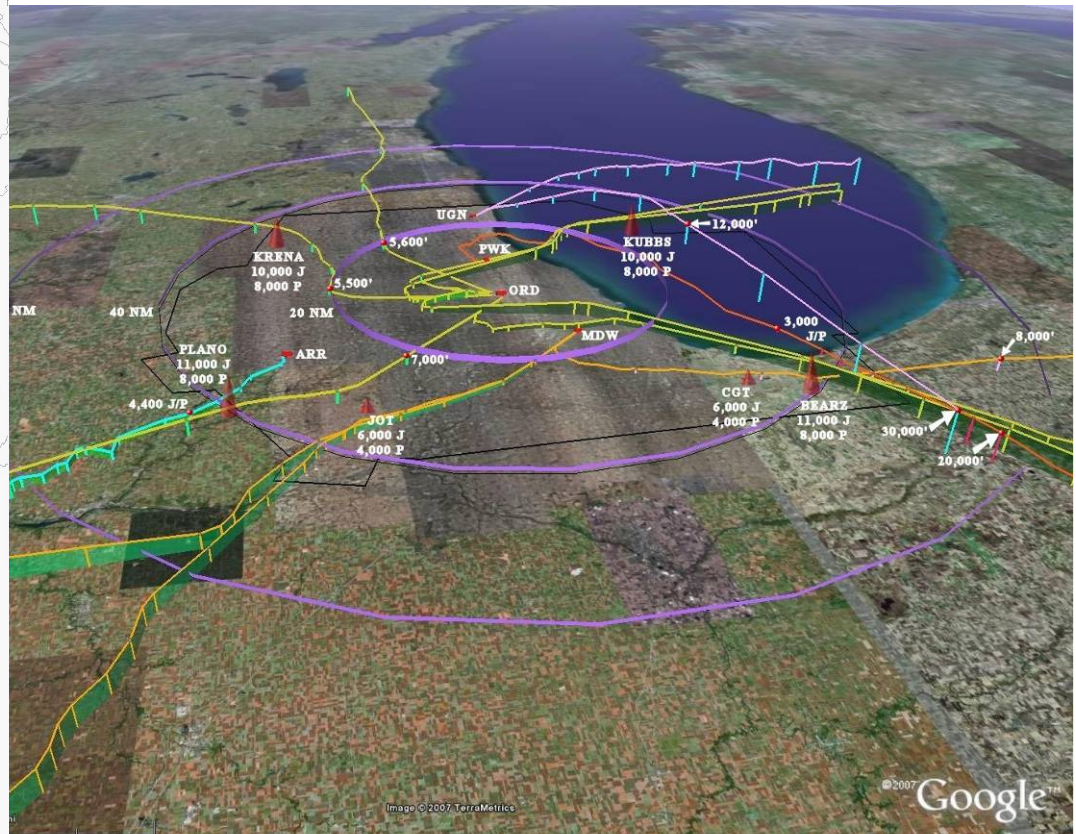 UGN
12,000'
5,600'
PWK
KUBBS
10,000 J
8,000 P
KRENA
10,000 J
8,000 P
5,500'
ORD
NM
40 NM
20 NM
3,000
J/P
MDW
8,000'
PLANO
11,000 J
8,000 P
ARR
7,000'
4,400 J/P
JOT
6,000 J
4,000 P
CGT
6,000 J
4,000 P
BEARZ
11,000 J
8,000 P
30,000'
20,000'
Image © 2007 TerraMetrics
©2007 Google™